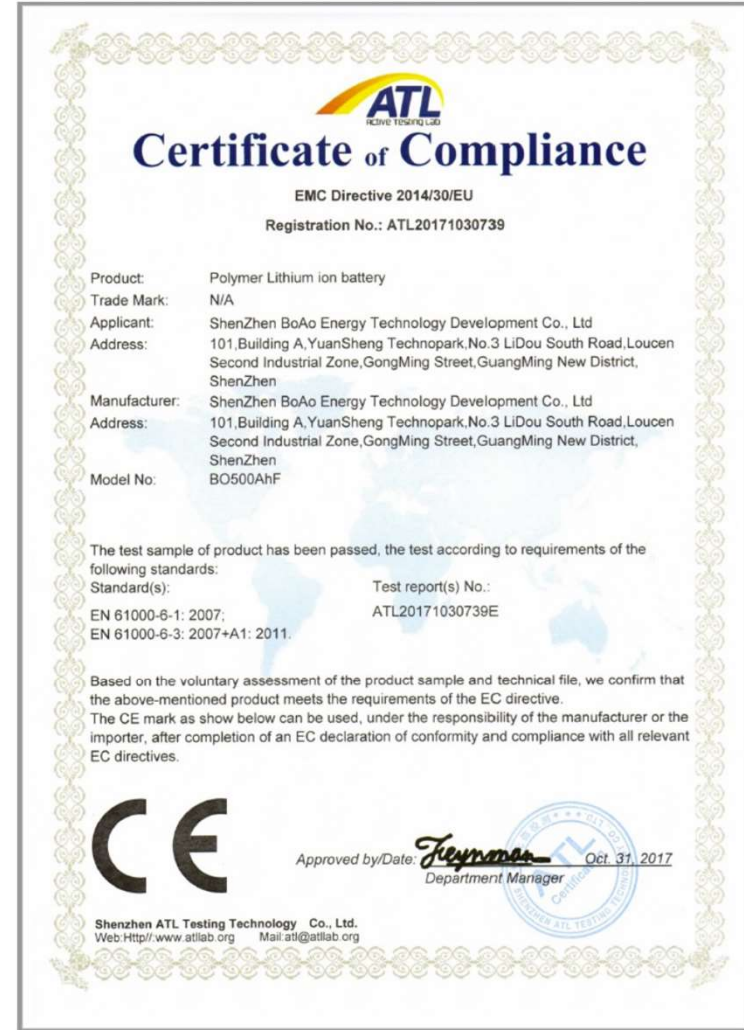 ATL
ACTIVE TESTING LAB
Certificate of Compliance
EMC Directive 2014/30/EU
Registration No.: ATL20171030739
Product: Polymer Lithium ion battery
Trade Mark: N/A
Applicant: ShenZhen BoAo Energy Technology Development Co., Ltd
Address: 101,Building A,YuanSheng Technopark,No.3 LiDou South Road,Loucen
Second Industrial Zone,GongMing Street,GuangMing New District,
ShenZhen
Manufacturer: ShenZhen BoAo Energy Technology Development Co., Ltd
Address: 101,Building A,YuanSheng Technopark,No.3 LiDou South Road,Loucen
Second Industrial Zone,GongMing Street,GuangMing New District,
ShenZhen
Model No: BO500AhF
The test sample of product has been passed, the test according to requirements of the
following standards:
Standard(s): Test report(s) No.:
EN 61000-6-1: 2007; ATL20171030739E
EN 61000-6-3: 2007+A1: 2011.
Based on the voluntary assessment of the product sample and technical file, we confirm that
the above-mentioned product meets the requirements of the EC directive.
The CE mark as show below can be used, under the responsibility of the manufacturer or the
importer, after completion of an EC declaration of conformity and compliance with all relevant
EC directives.
CE
Approved by/Date: Feynman Oct. 31, 2017
Department Manager
ATL
Certification
SHENZHEN ATL TESTING TECHNOLOGY CO., LTD
Shenzhen ATL Testing Technology Co., Ltd.
Web:Http//:www.atllab.org Mail:atl@atllab.org